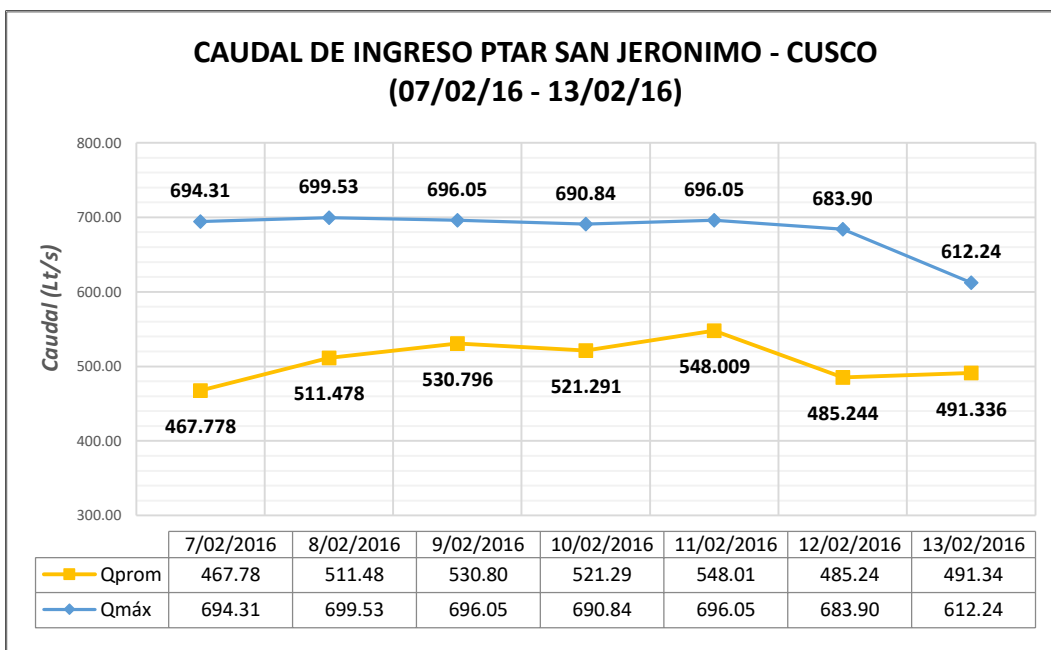 CAUDAL DE INGRESO PTAR SAN JERONIMO - CUSCO
(07/02/16 - 13/02/16)
Caudal (Lt/s)
800.00
700.00
600.00
500.00
400.00
300.00
694.31 699.53 696.05 690.84 696.05 683.90 612.24
467.778 511.478 530.796 521.291 548.009 485.244 491.336
7/02/2016 8/02/2016 9/02/2016 10/02/2016 11/02/2016 12/02/2016 13/02/2016
Qprom 467.78 511.48 530.80 521.29 548.01 485.24 491.34
Qmáx 694.31 699.53 696.05 690.84 696.05 683.90 612.24